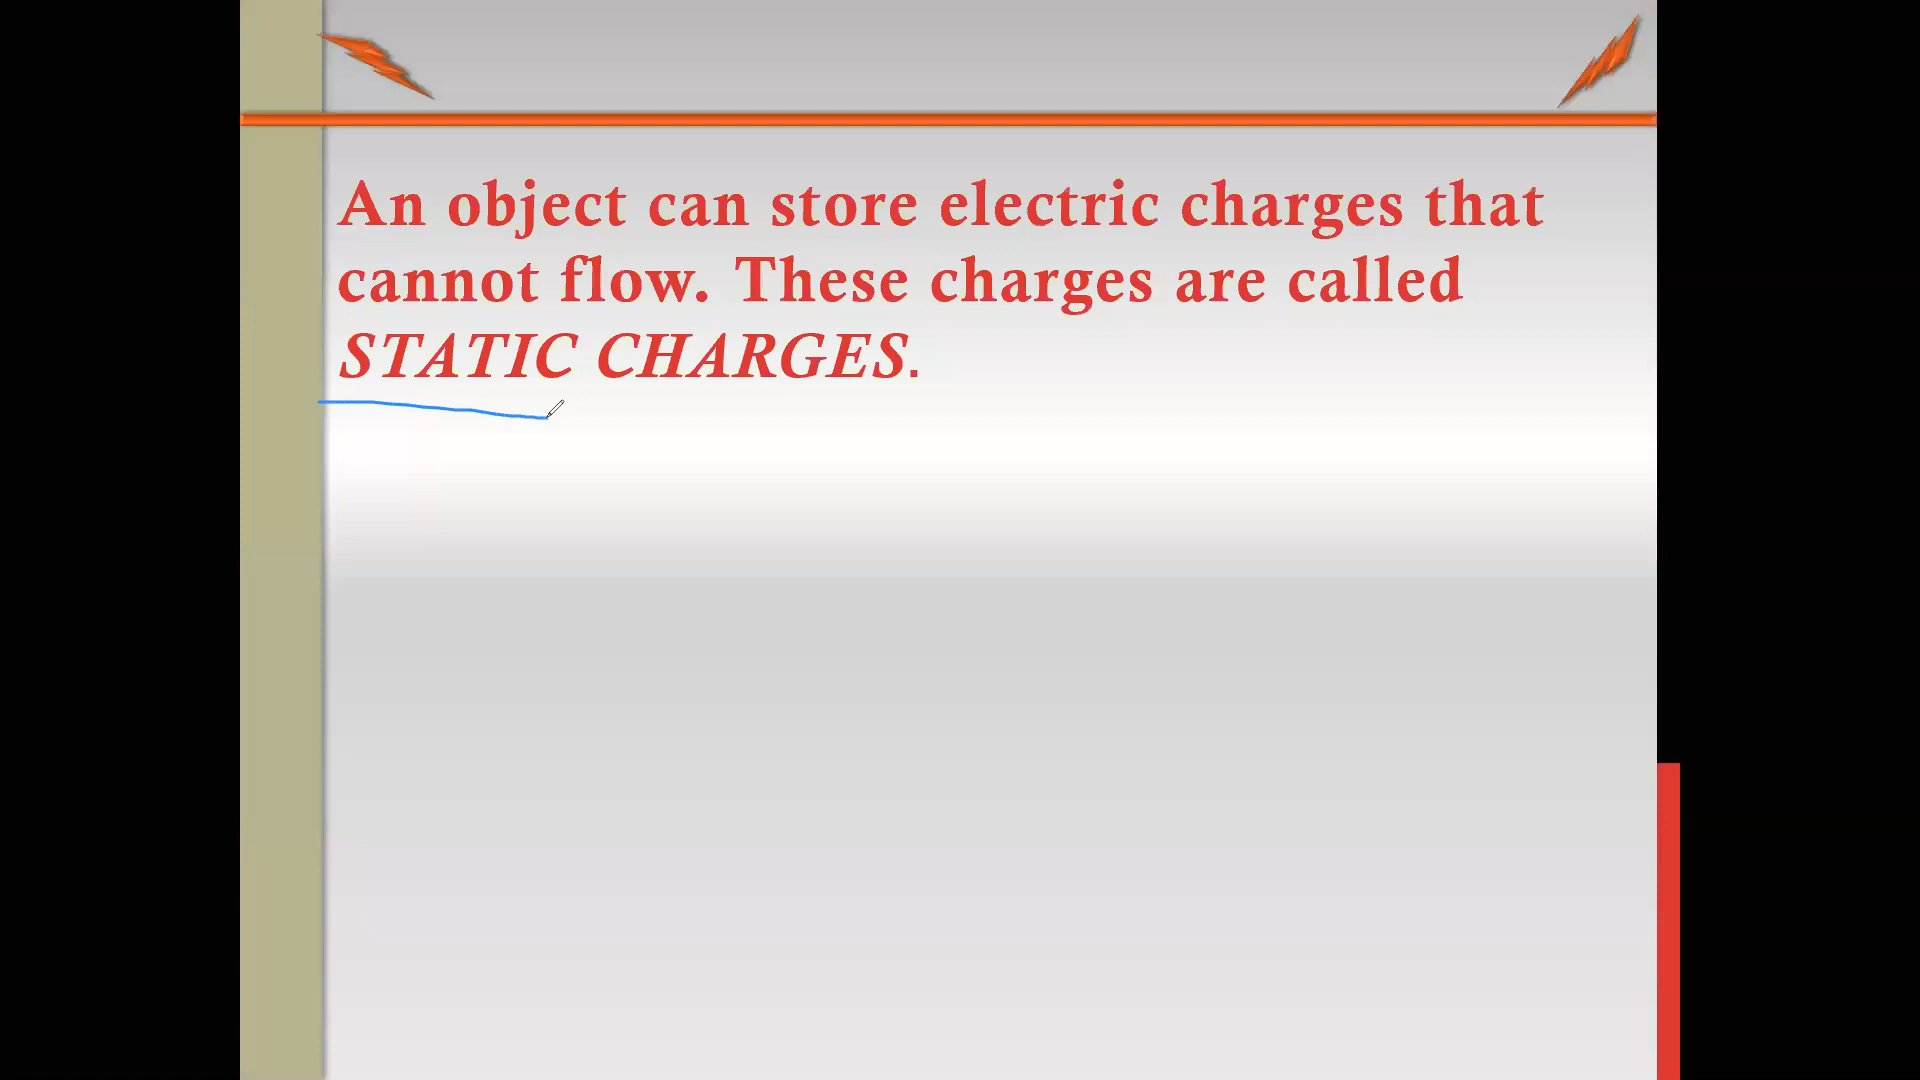 An object can store electric charges that
cannot flow. These charges are called
STATIC CHARGES.